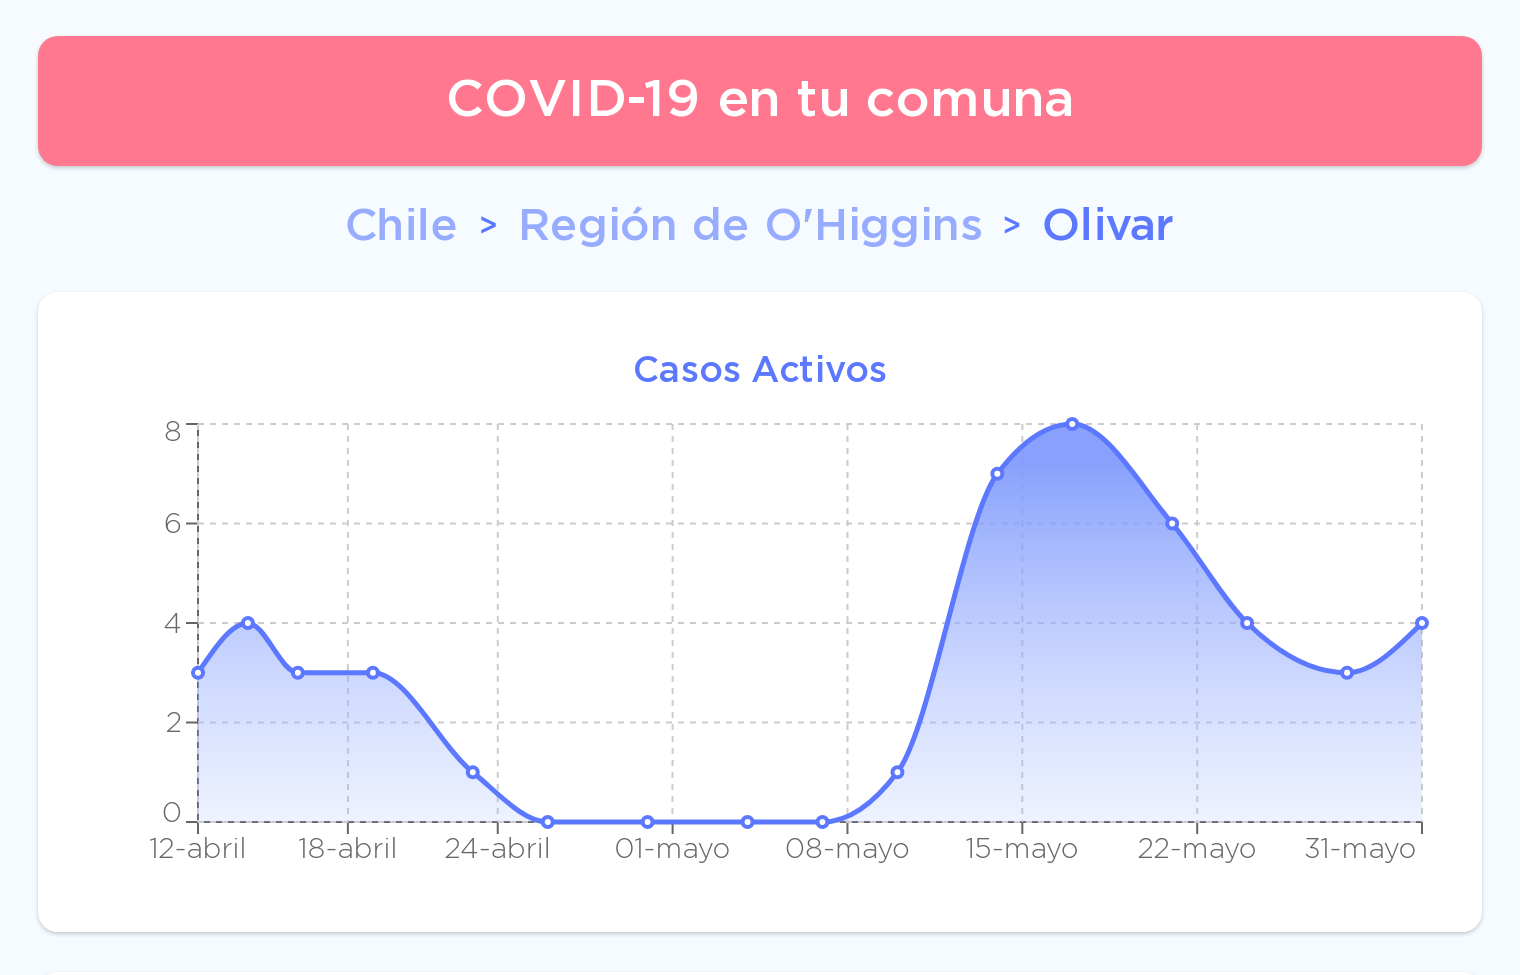 COVID-19 en tu comuna
Chile > Región de O'Higgins > Olivar
Casos Activos
8
6
4
2
0
12-abril 18-abril 24-abril 01-mayo 08-mayo 15-mayo 22-mayo 31-mayo